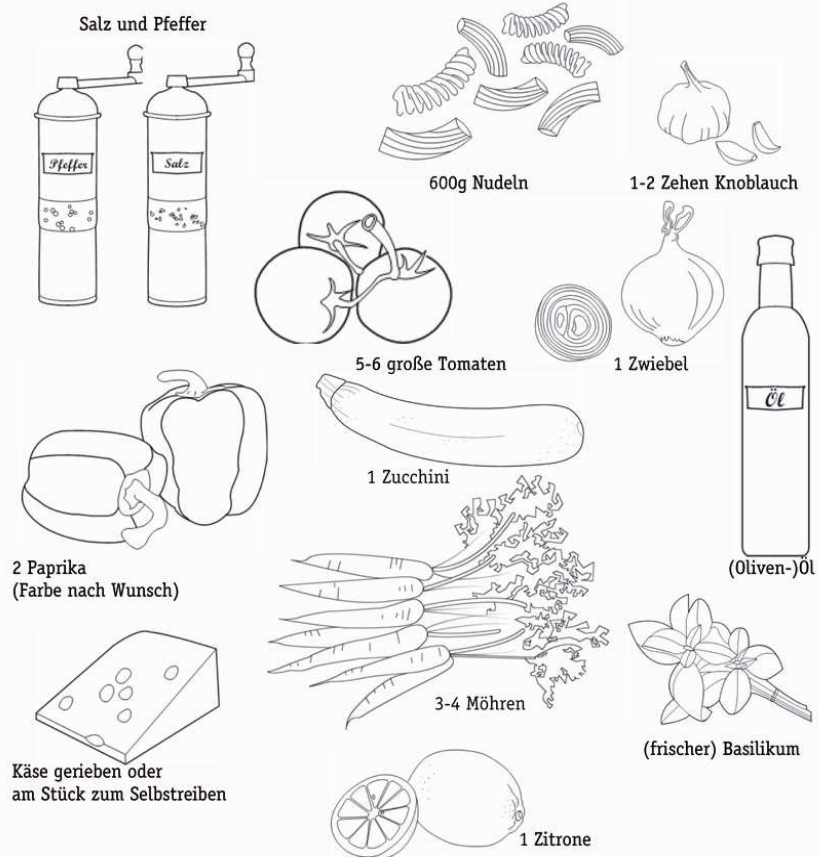 Salz und Pfeffer
Pfeffer
Salz
600g Nudeln
1-2 Zehen Knoblauch
5-6 große Tomaten
1 Zwiebel
Öl
1 Zucchini
2 Paprika
(Farbe nach Wunsch)
(Oliven-)Öl
3-4 Möhren
(frischer) Basilikum
Käse gerieben oder
am Stück zum Selbstreiben
1 Zitrone